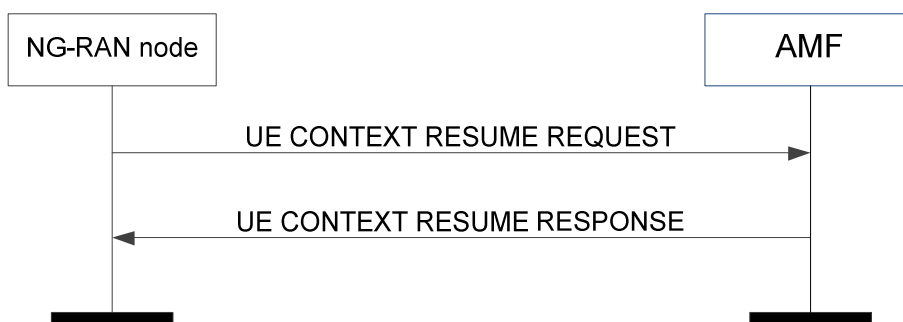 NG-RAN node
AMF
UE CONTEXT RESUME REQUEST
UE CONTEXT RESUME RESPONSE